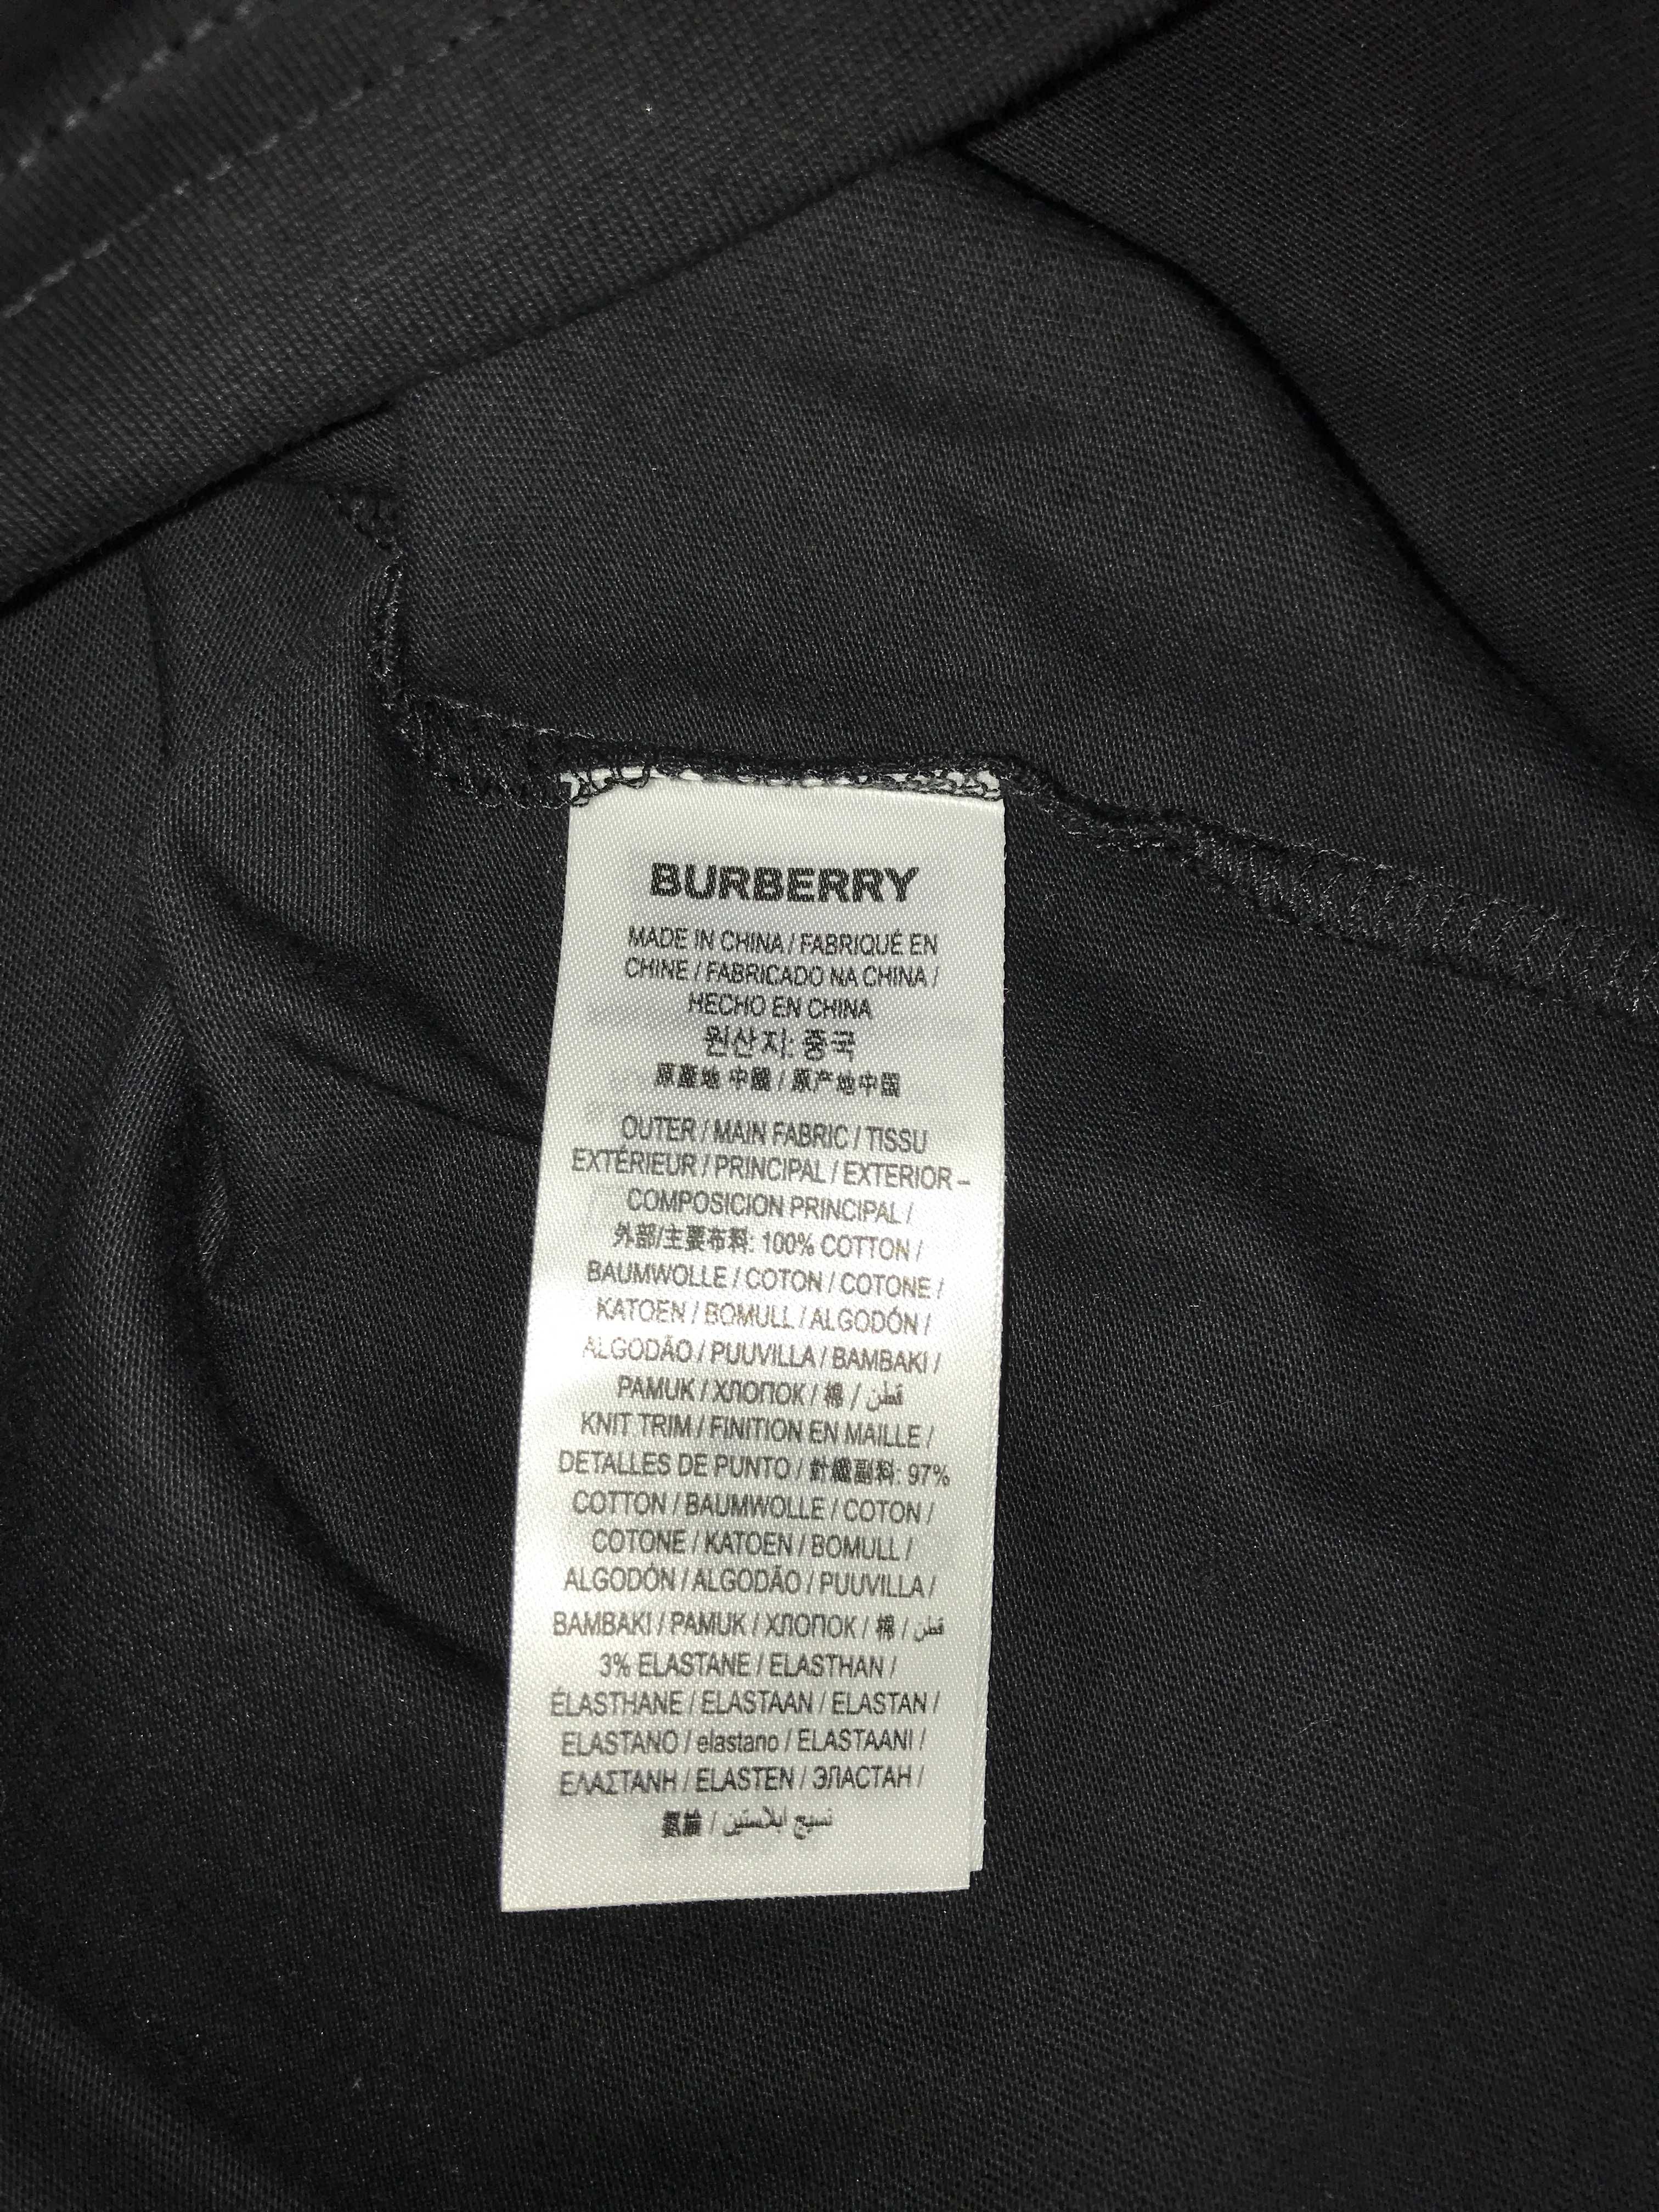 BURBERRY
MADE IN CHINA / FABRIQUÉ EN
CHINE / FABRICADO NA CHINA /
HECHO EN CHINA
원산지: 중국
原產地 中國 / 原产地中国
OUTER / MAIN FABRIC / TISSU
EXTÉRIEUR / PRINCIPAL / EXTERIOR –
COMPOSICION PRINCIPAL /
外部/主要布料: 100% COTTON /
BAUMWOLLE / COTON / COTONE /
KATOEN / BOMULL / ALGODÓN /
ALGODÃO / PUUVILLA / BAMBAKI /
PAMUK / ХЛОПОК / 棉 / قطن
KNIT TRIM / FINITION EN MAILLE /
DETALLES DE PUNTO / 針織副料: 97%
COTTON / BAUMWOLLE / COTON /
COTONE / KATOEN / BOMULL /
ALGODÓN / ALGODÃO / PUUVILLA /
BAMBAKI / PAMUK / ХЛОПОК / 棉 / قطن
3% ELASTANE / ELASTHAN /
ÉLASTHANE / ELASTAAN / ELASTAN /
ELASTANO / elastano / ELASTAANI /
ΕΛΑΣΤΑΝΗ / ELASTEN / ЭЛАСТАН /
氨綸 / نسيج ايلاستين